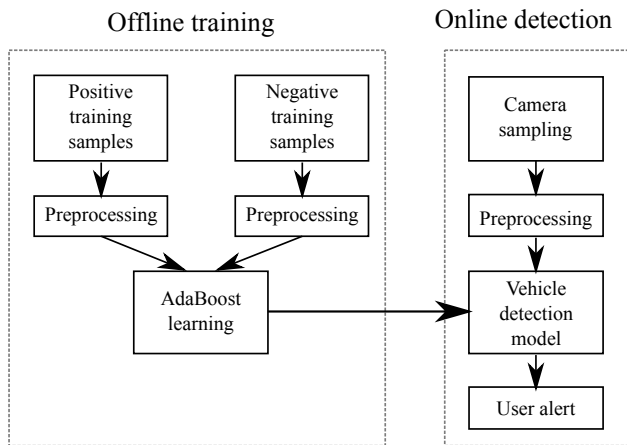 Offline training
Online detection
Positive
training
samples
Negative
training
samples
Camera
sampling
Preprocessing
Preprocessing
Preprocessing
AdaBoost
learning
Vehicle
detection
model
User alert